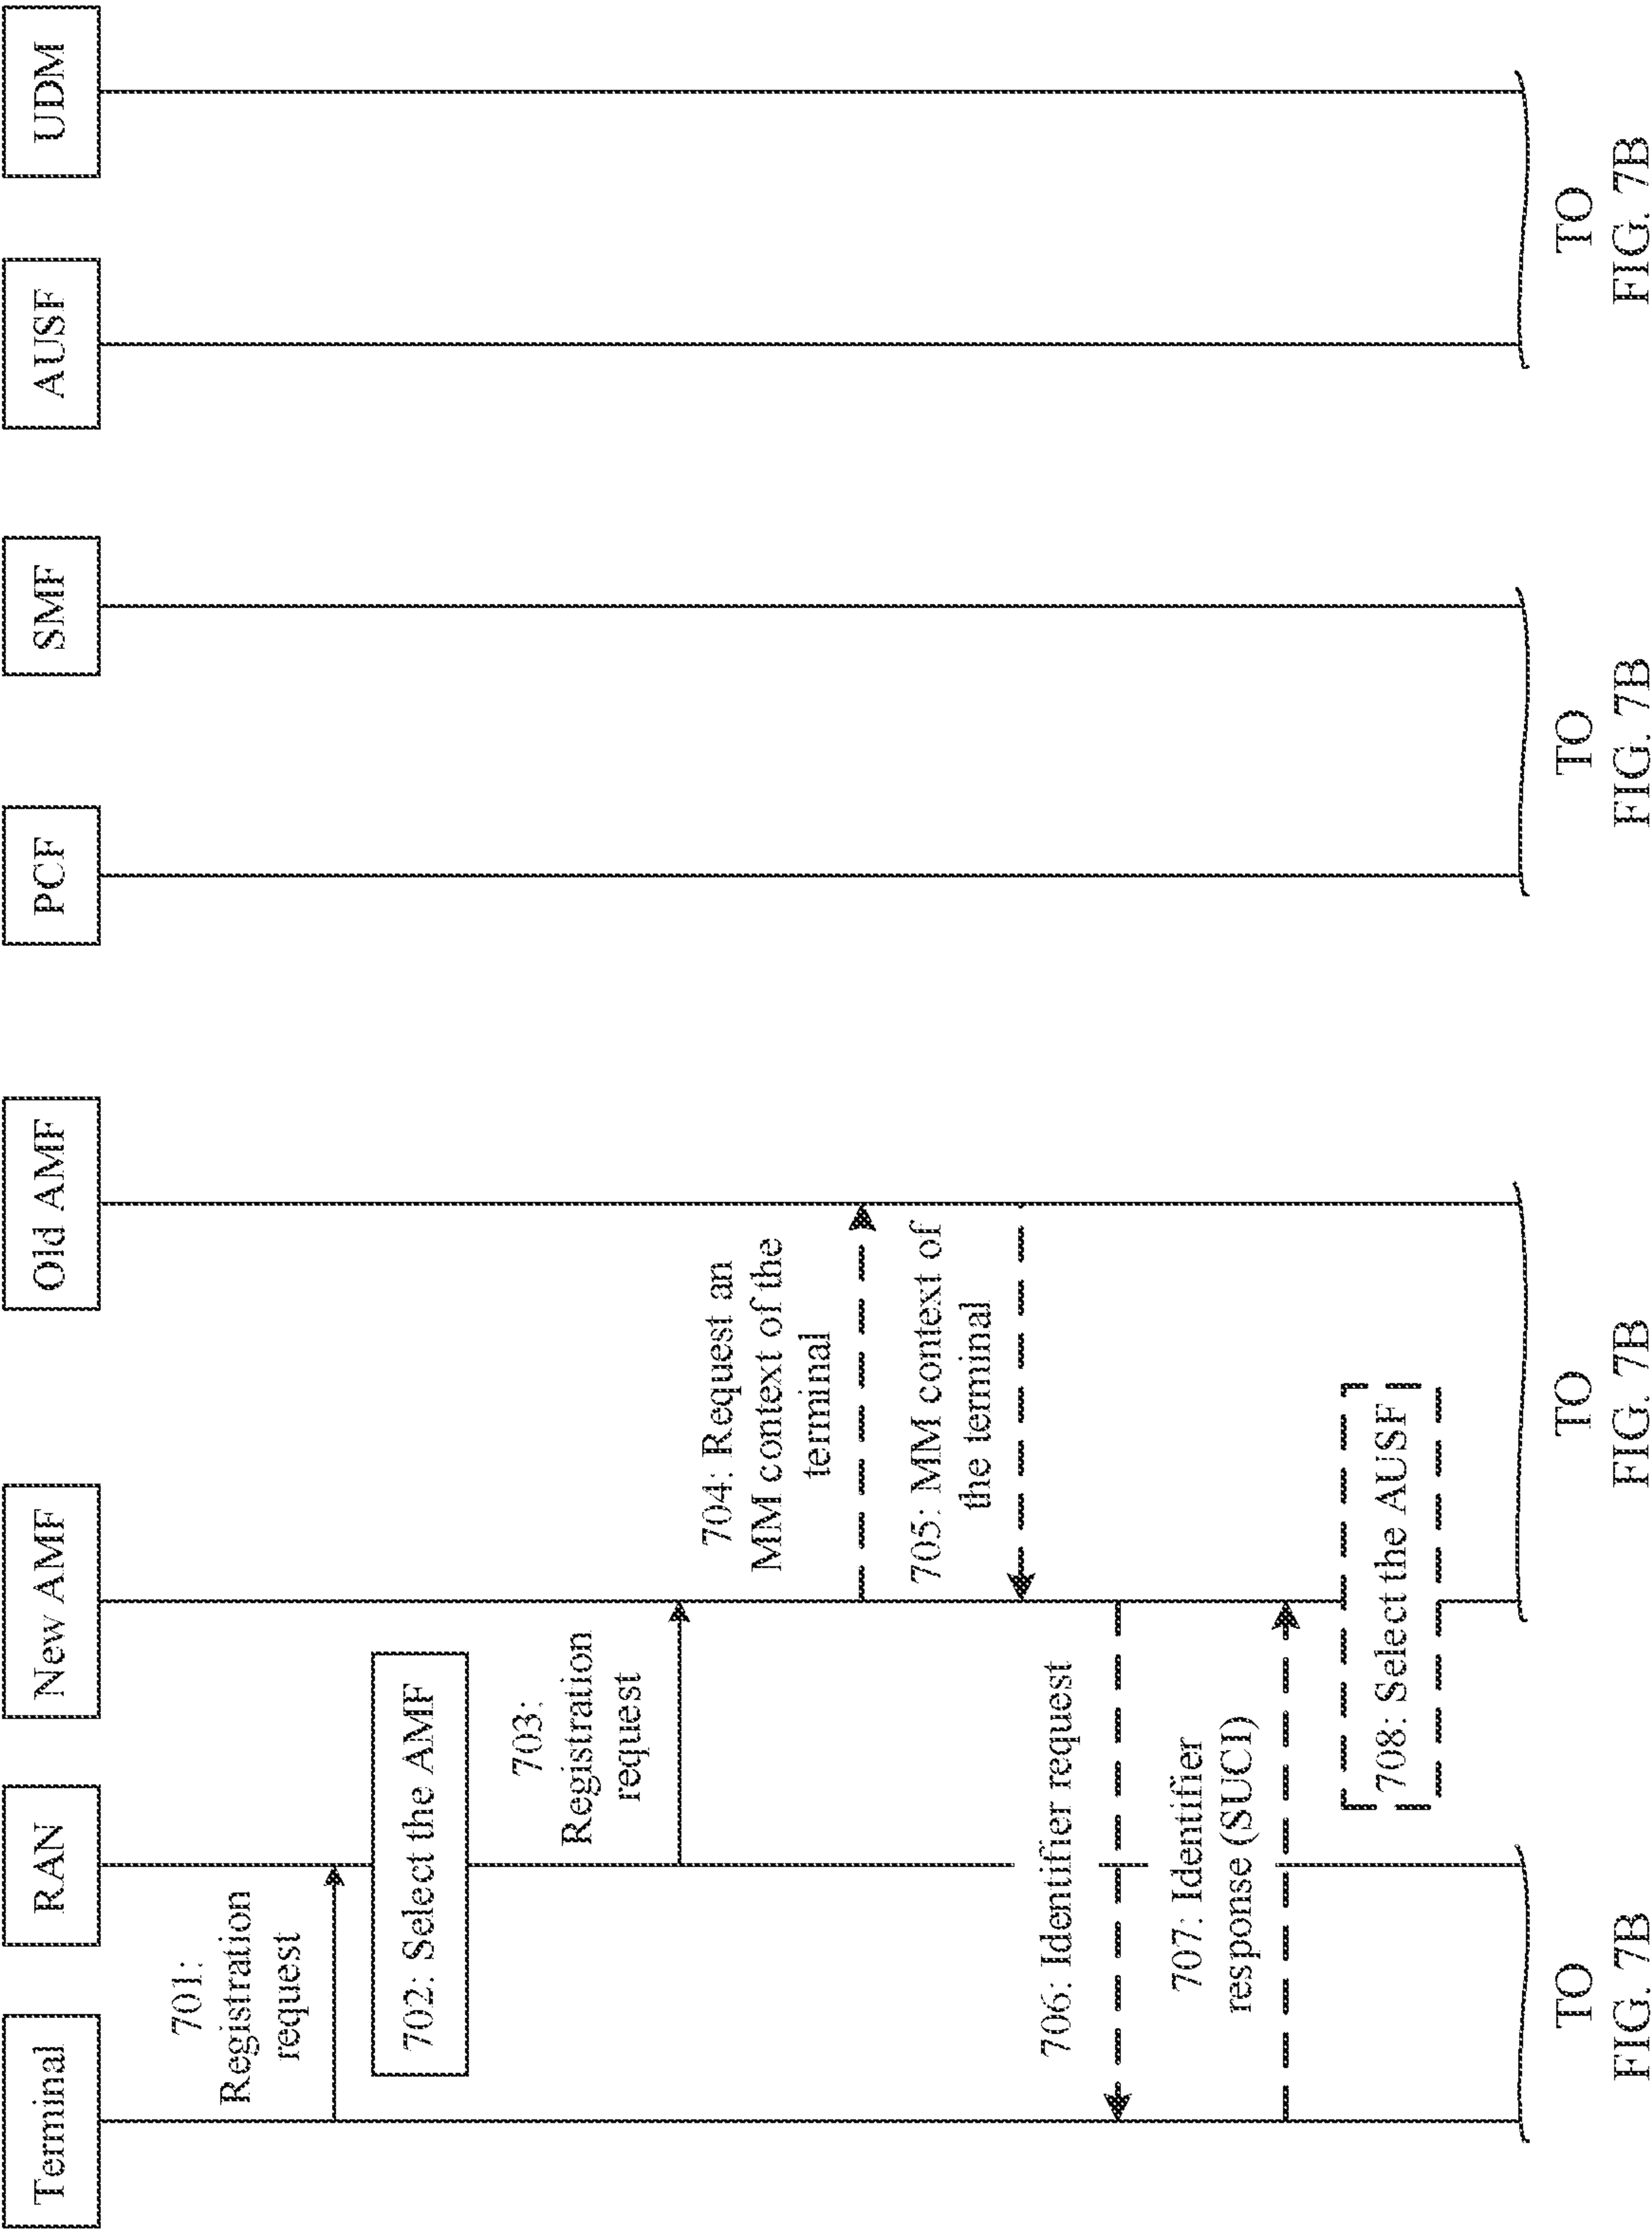 Terminal
RAN
New AMF
Old AMF
PCF
SMF
AUSF
UDM
701:
Registration
request
702: Select the AMF
703:
Registration
request
704: Request an
MM context of the
terminal
705: MM context of
the terminal
706: Identifier request
707: Identifier
response (SUCI)
708: Select the AUSF
TO
FIG. 7B
TO
FIG. 7B
TO
FIG. 7B
TO
FIG. 7B